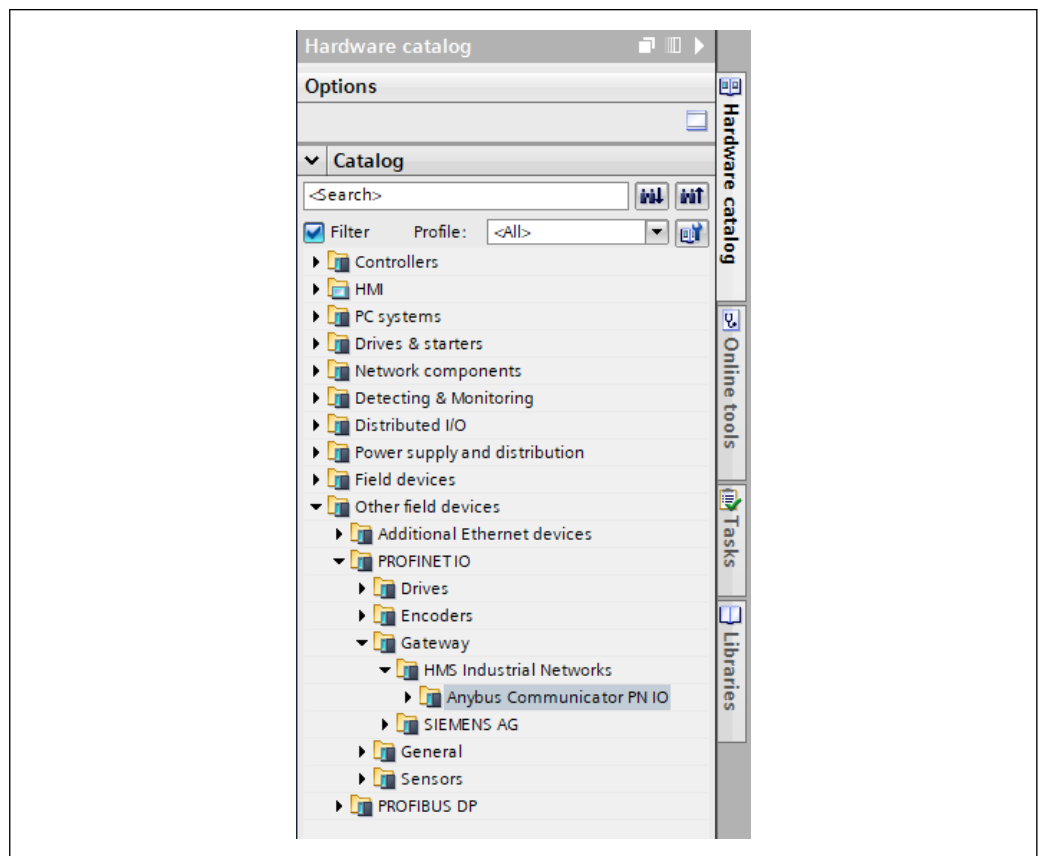 Hardware catalog
Options
Catalog
<Search>
Filter Profile: <All>
Controllers
HMI
PC systems
Drives & starters
Network components
Detecting & Monitoring
Distributed I/O
Power supply and distribution
Field devices
Other field devices
Additional Ethernet devices
PROFINET IO
Drives
Encoders
Gateway
HMS Industrial Networks
Anybus Communicator PN IO
SIEMENS AG
General
Sensors
PROFIBUS DP
Hardware catalog
Online tools
Tasks
Libraries